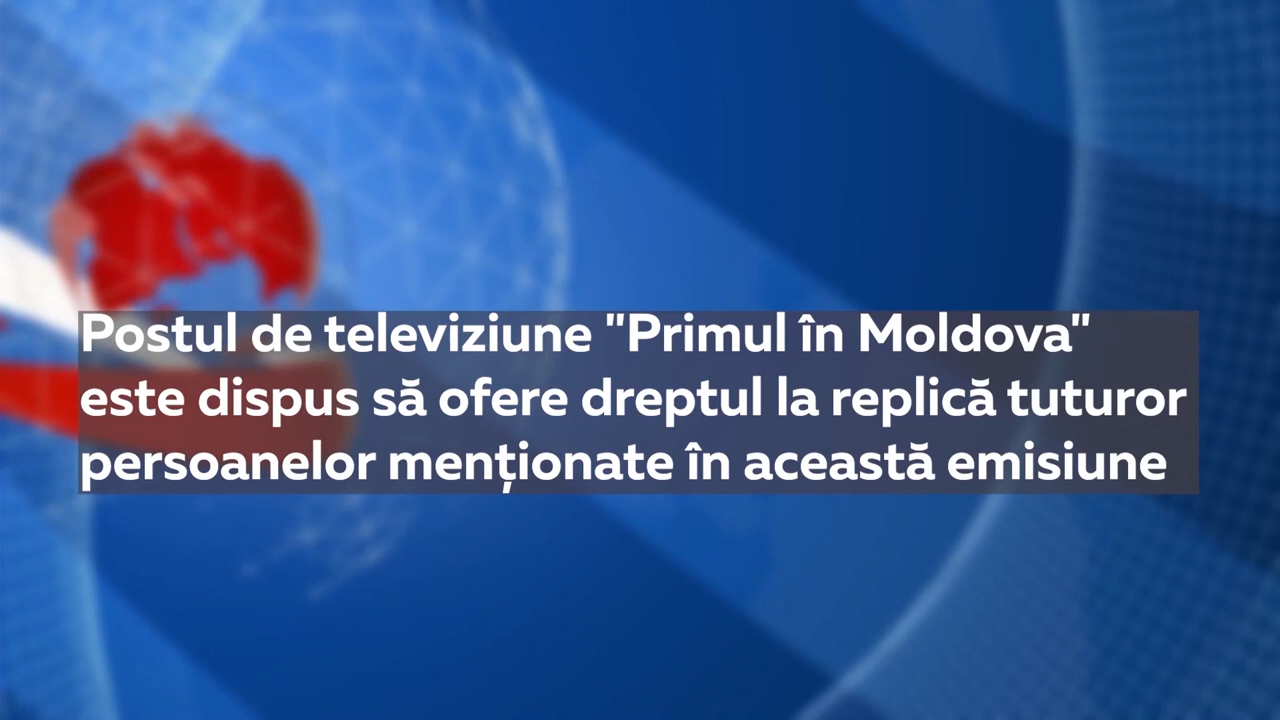 Postul de televiziune "Primul în Moldova"
este dispus să ofere dreptul la replică tuturor
persoanelor menționate în această emisiune